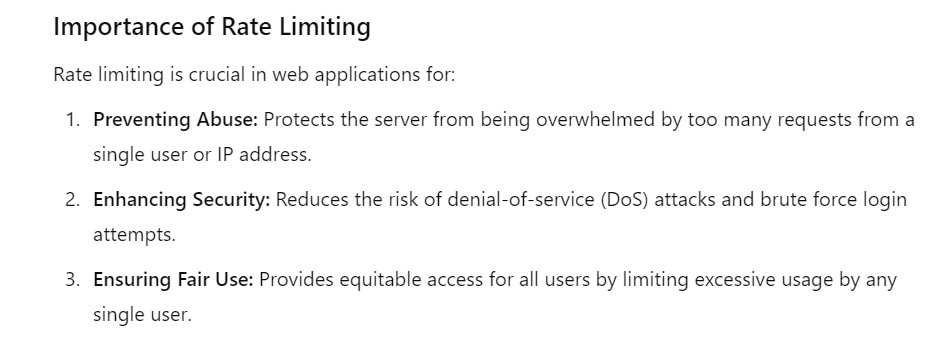 Importance of Rate Limiting
Rate limiting is crucial in web applications for:
1. Preventing Abuse: Protects the server from being overwhelmed by too many requests from a
single user or IP address.
2. Enhancing Security: Reduces the risk of denial-of-service (DoS) attacks and brute force login
attempts.
3. Ensuring Fair Use: Provides equitable access for all users by limiting excessive usage by any
single user.